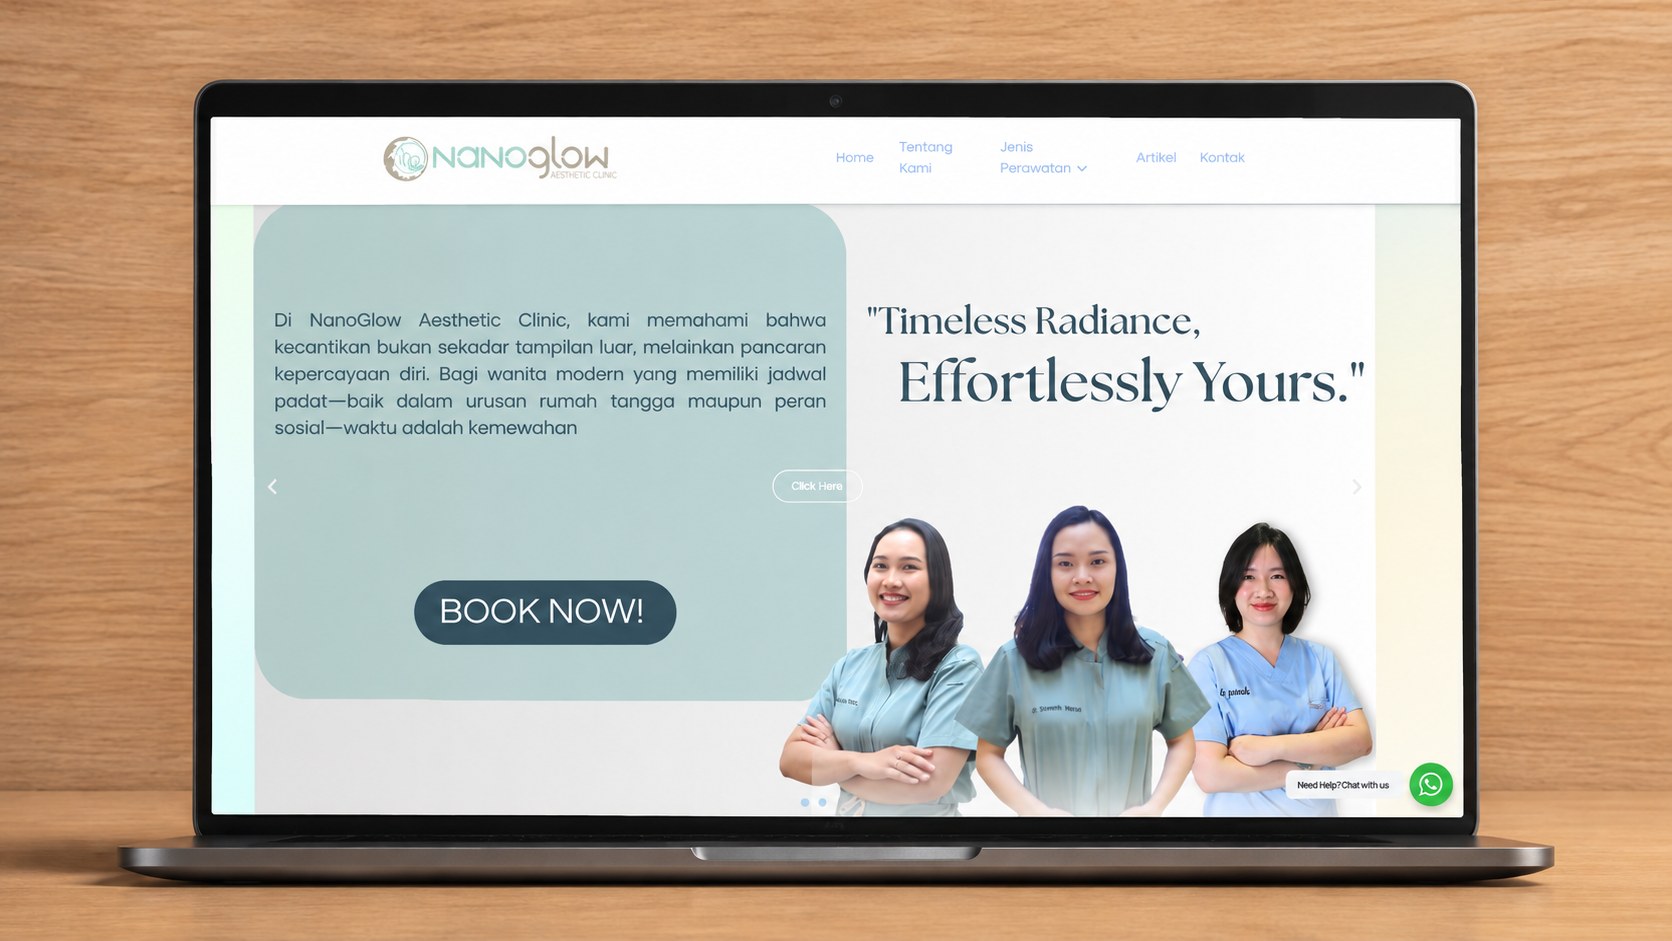 NANOGLOW
AESTHETIC CLINIC
Home
Tentang
Kami
Jenis
Perawatan
Artikel
Kontak
Di NanoGlow Aesthetic Clinic, kami memahami bahwa
kecantikan bukan sekadar tampilan luar, melainkan pancaran
kepercayaan diri. Bagi wanita modern yang memiliki jadwal
padat—baik dalam urusan rumah tangga maupun peran
sosial—waktu adalah kemewahan
"Timeless Radiance,
Effortlessly Yours."
Click Here
BOOK NOW!
Need Help? Chat with us